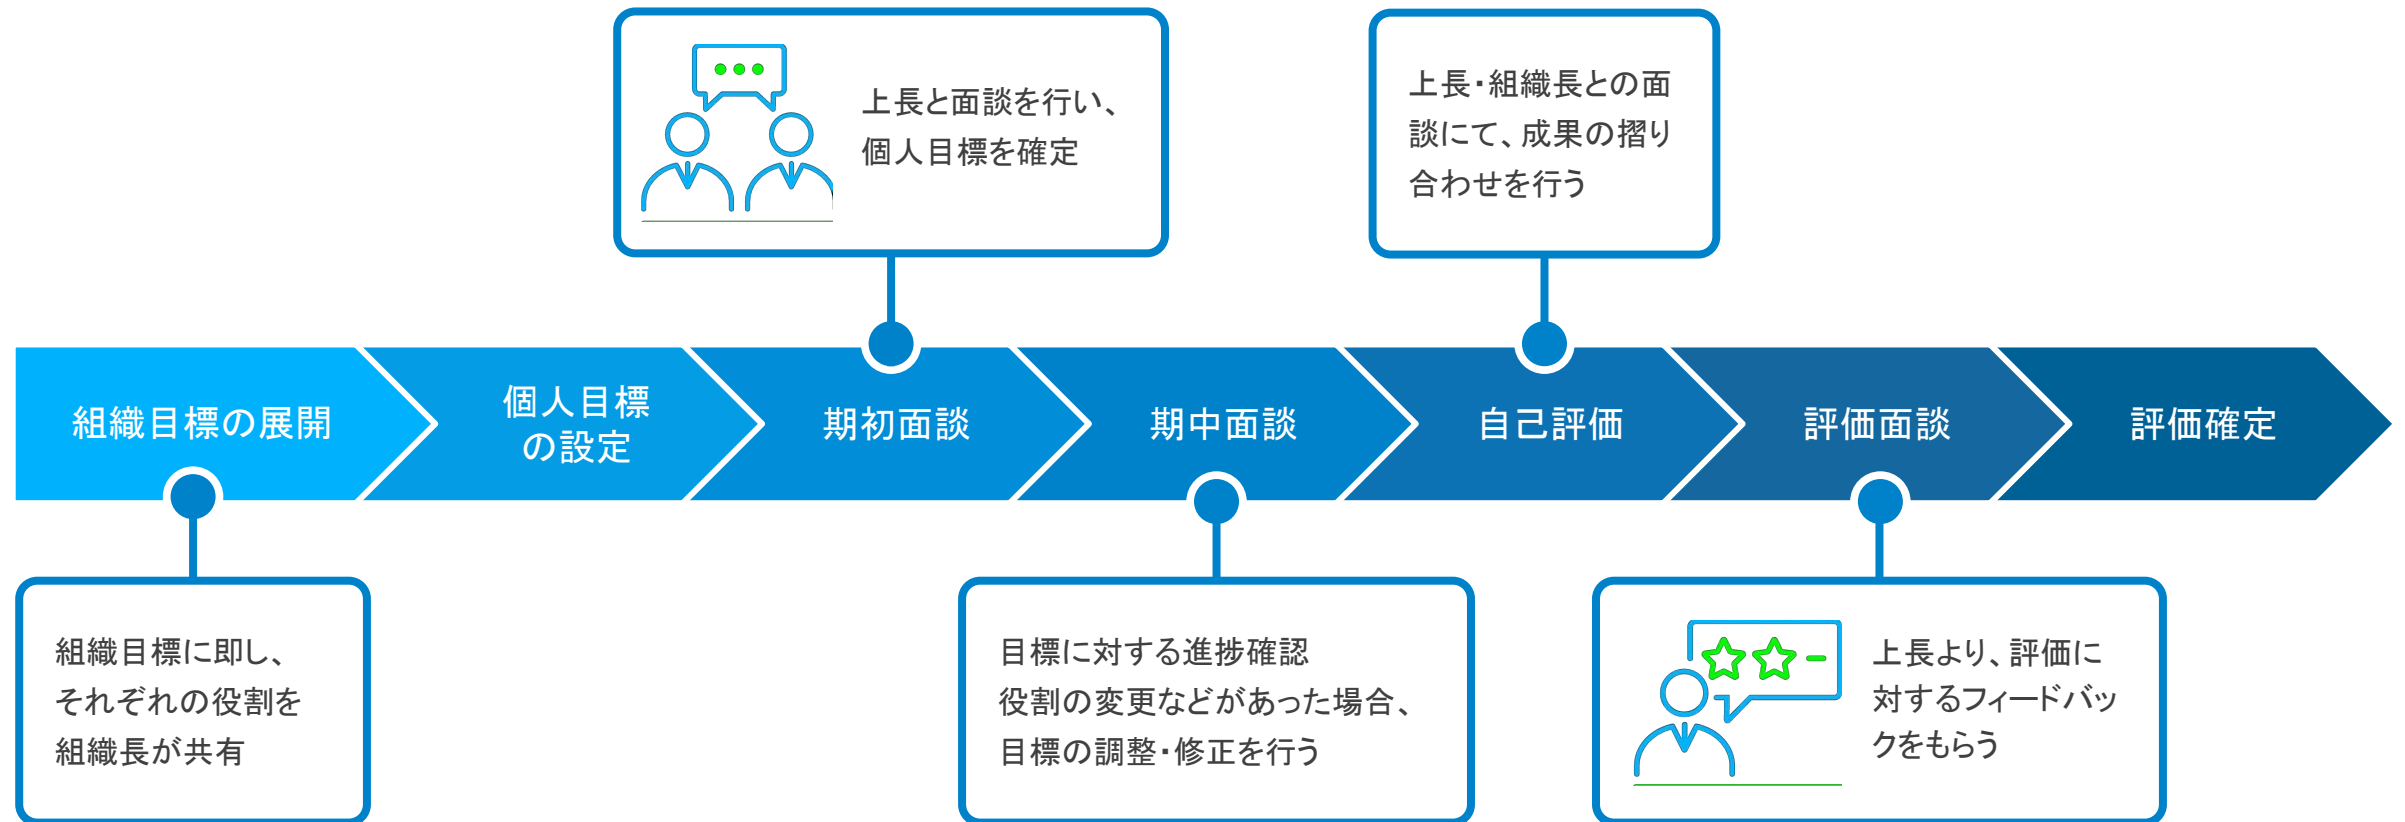 上長と面談を行い、
個人目標を確定
上長・組織長との面
談にて、成果の摺り
合わせを行う
組織目標の展開
個人目標
の設定
期初面談
期中面談
自己評価
評価面談
評価確定
組織目標に即し、
それぞれの役割を
組織長が共有
目標に対する進捗確認
役割の変更などがあった場合、
目標の調整・修正を行う
上長より、評価に
対するフィードバッ
クをもらう